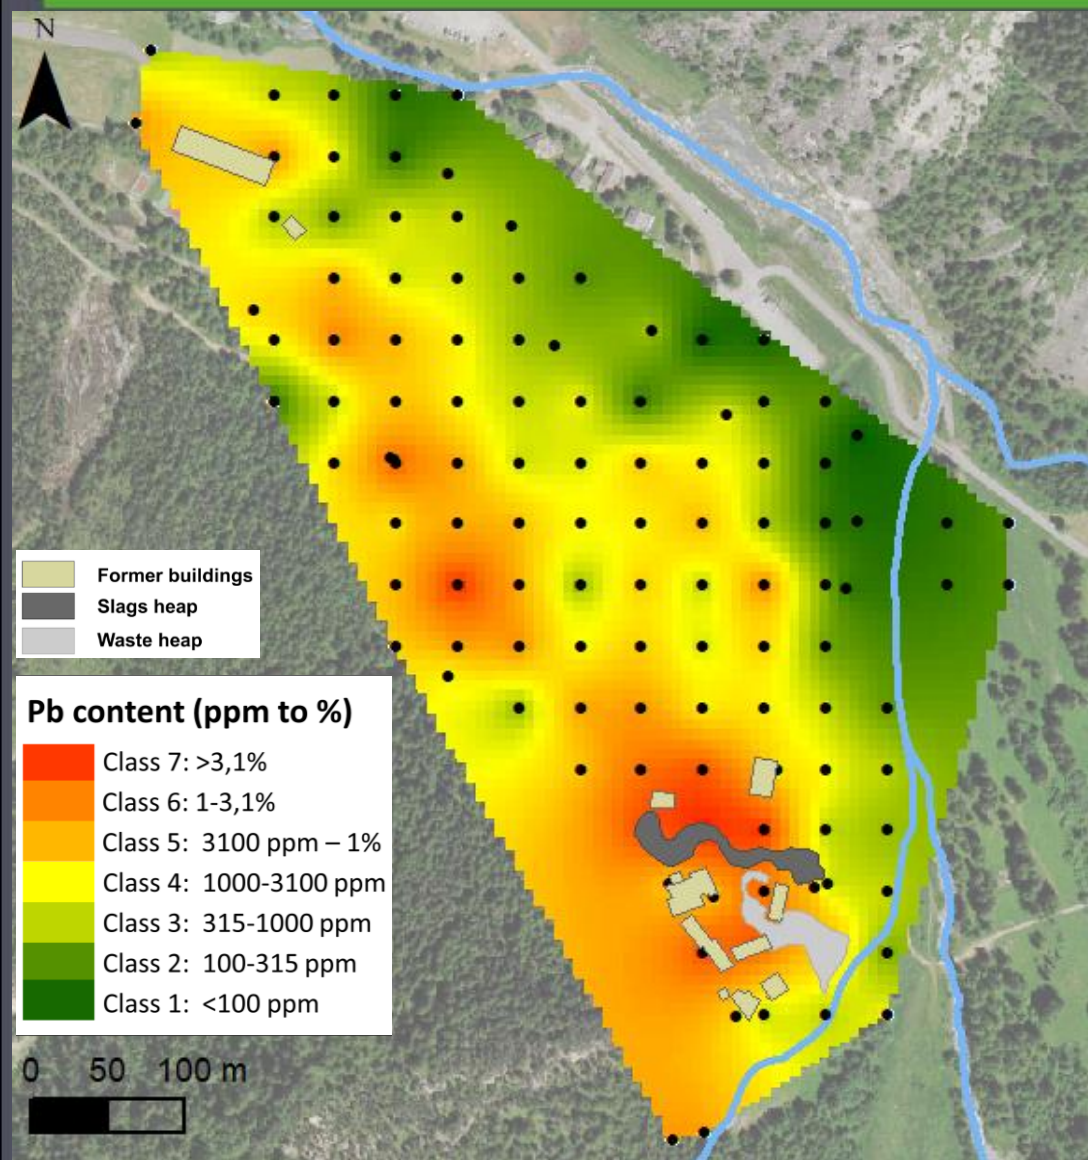 N
Former buildings
Slags heap
Waste heap
Pb content (ppm to %)
Class 7: >3,1%
Class 6: 1-3,1%
Class 5: 3100 ppm – 1%
Class 4: 1000-3100 ppm
Class 3: 315-1000 ppm
Class 2: 100-315 ppm
Class 1: <100 ppm
0 50 100 m